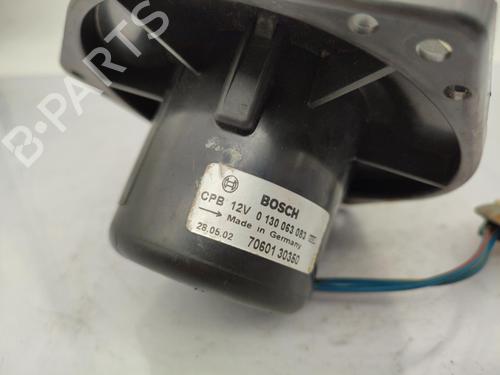 B-PARTS
BOSCH
CPB 12V 0 130 063 083
Made in Germany
28.05.02 70601 30350